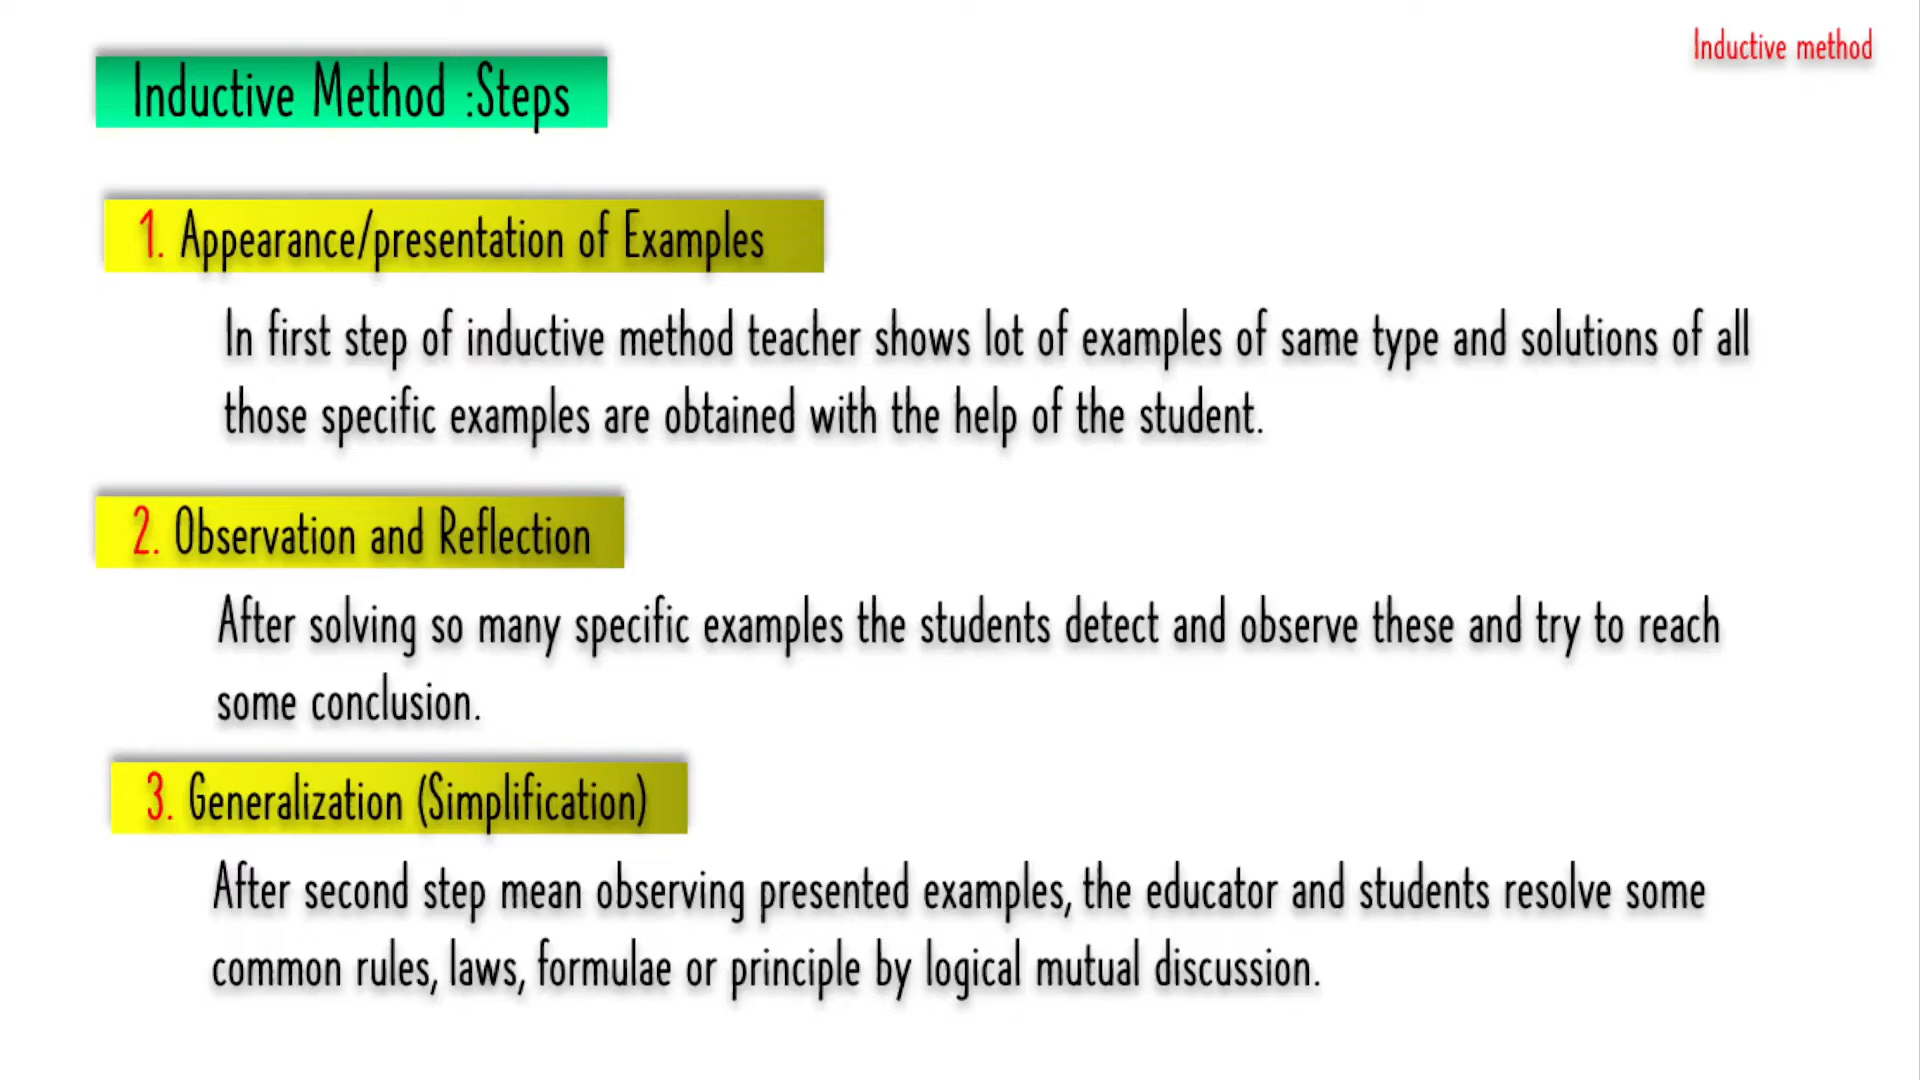 Inductive method
Inductive Method :Steps
1. Appearance/presentation of Examples
In first step of inductive method teacher shows lot of examples of same type and solutions of all
those specific examples are obtained with the help of the student.
2. Observation and Reflection
After solving so many specific examples the students detect and observe these and try to reach
some conclusion.
3. Generalization (Simplification)
After second step mean observing presented examples, the educator and students resolve some
common rules, laws, formulae or principle by logical mutual discussion.